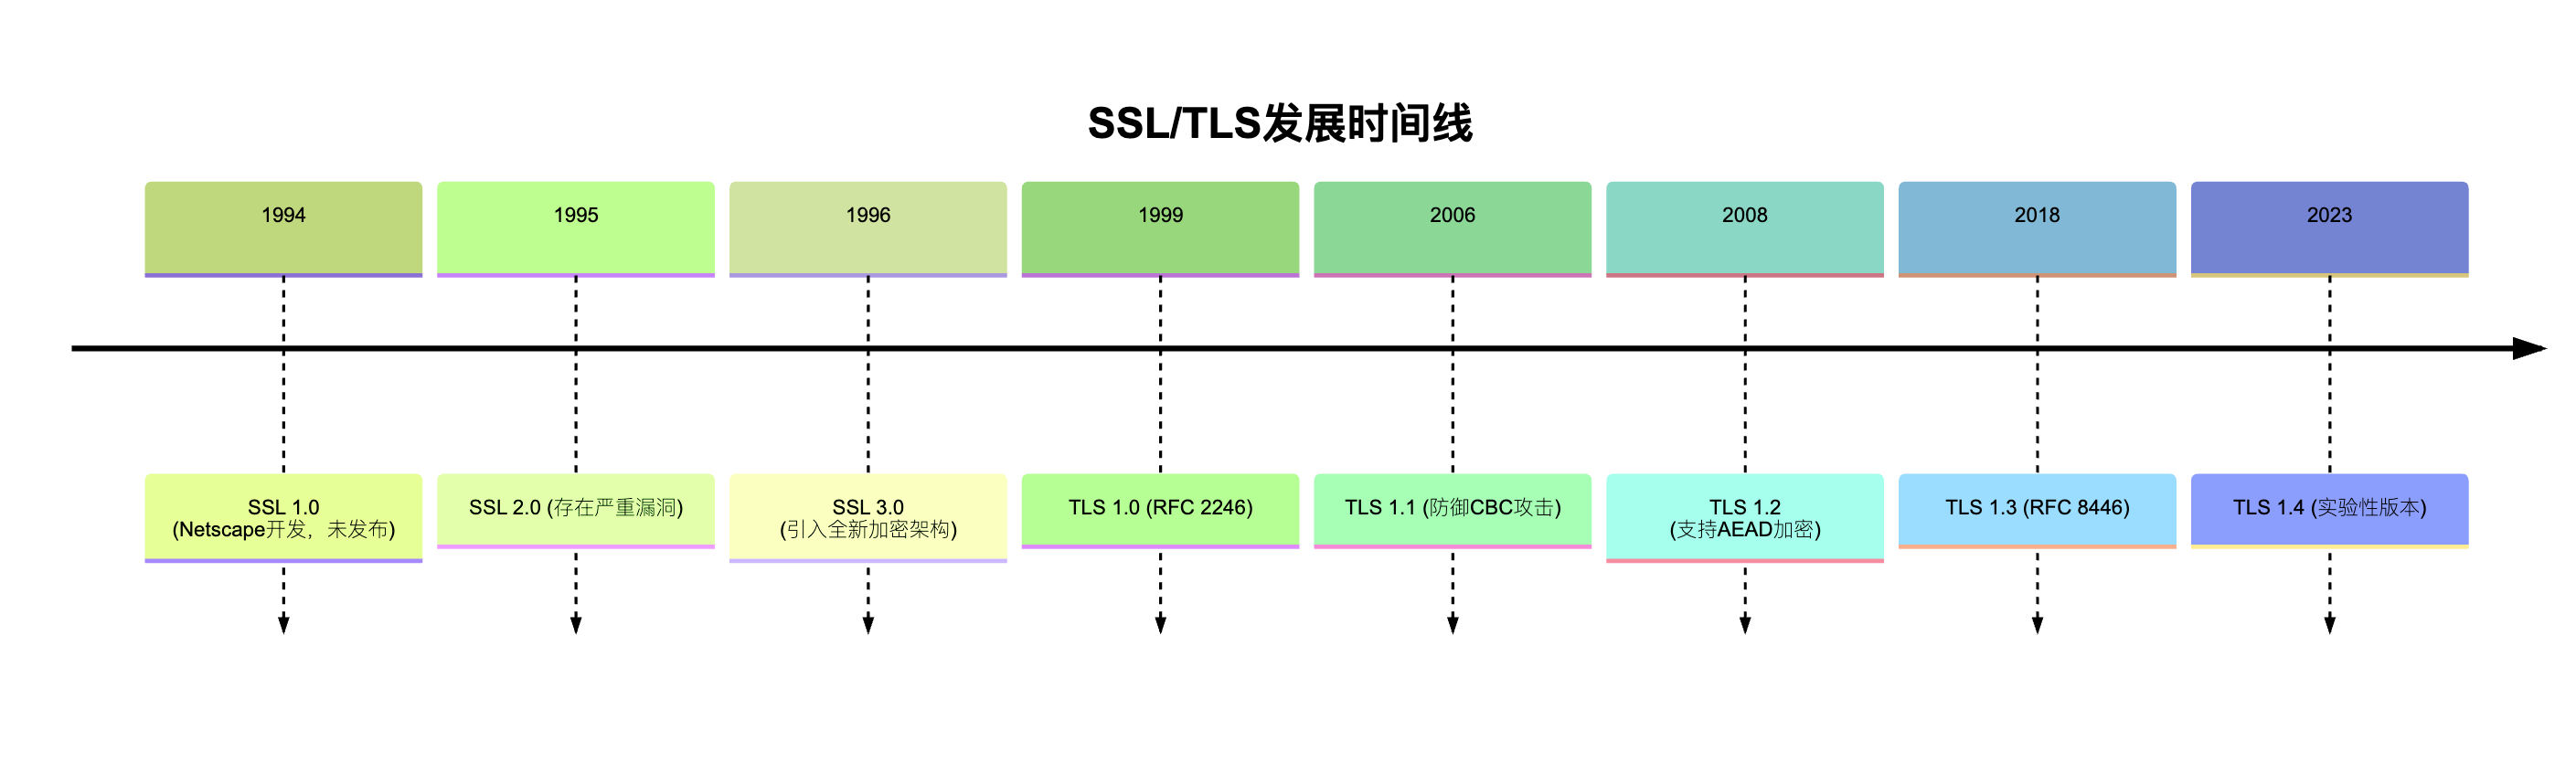 SSL/TLS发展时间线
1994
1995
1996
1999
2006
2008
2018
2023
SSL 1.0
(Netscape开发，未发布)
SSL 2.0 (存在严重漏洞)
SSL 3.0
(引入全新加密架构)
TLS 1.0 (RFC 2246)
TLS 1.1 (防御CBC攻击)
TLS 1.2
(支持AEAD加密)
TLS 1.3 (RFC 8446)
TLS 1.4 (实验性版本)